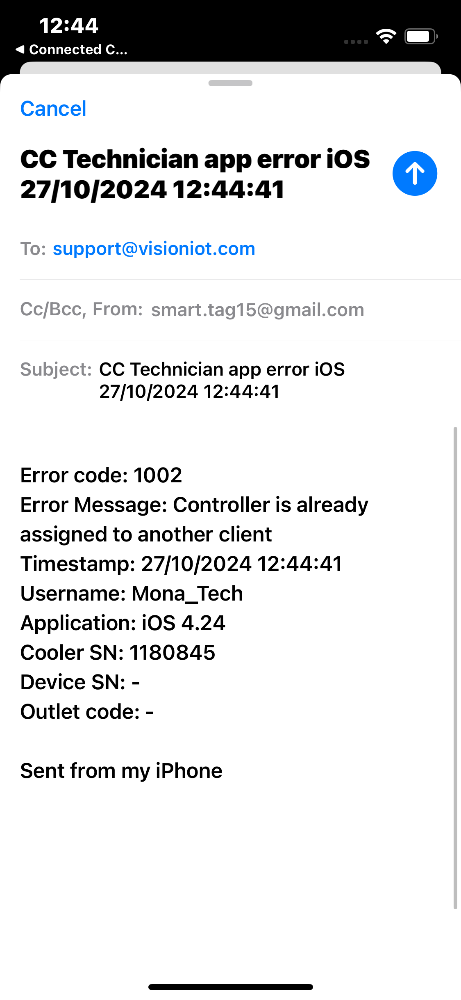 12:44
◀ Connected C...
Cancel
CC Technician app error iOS
27/10/2024 12:44:41
To: support@visioniot.com
Cc/Bcc, From: smart.tag15@gmail.com
Subject: CC Technician app error iOS
27/10/2024 12:44:41
Error code: 1002
Error Message: Controller is already
assigned to another client
Timestamp: 27/10/2024 12:44:41
Username: Mona_Tech
Application: iOS 4.24
Cooler SN: 1180845
Device SN: -
Outlet code: -
Sent from my iPhone